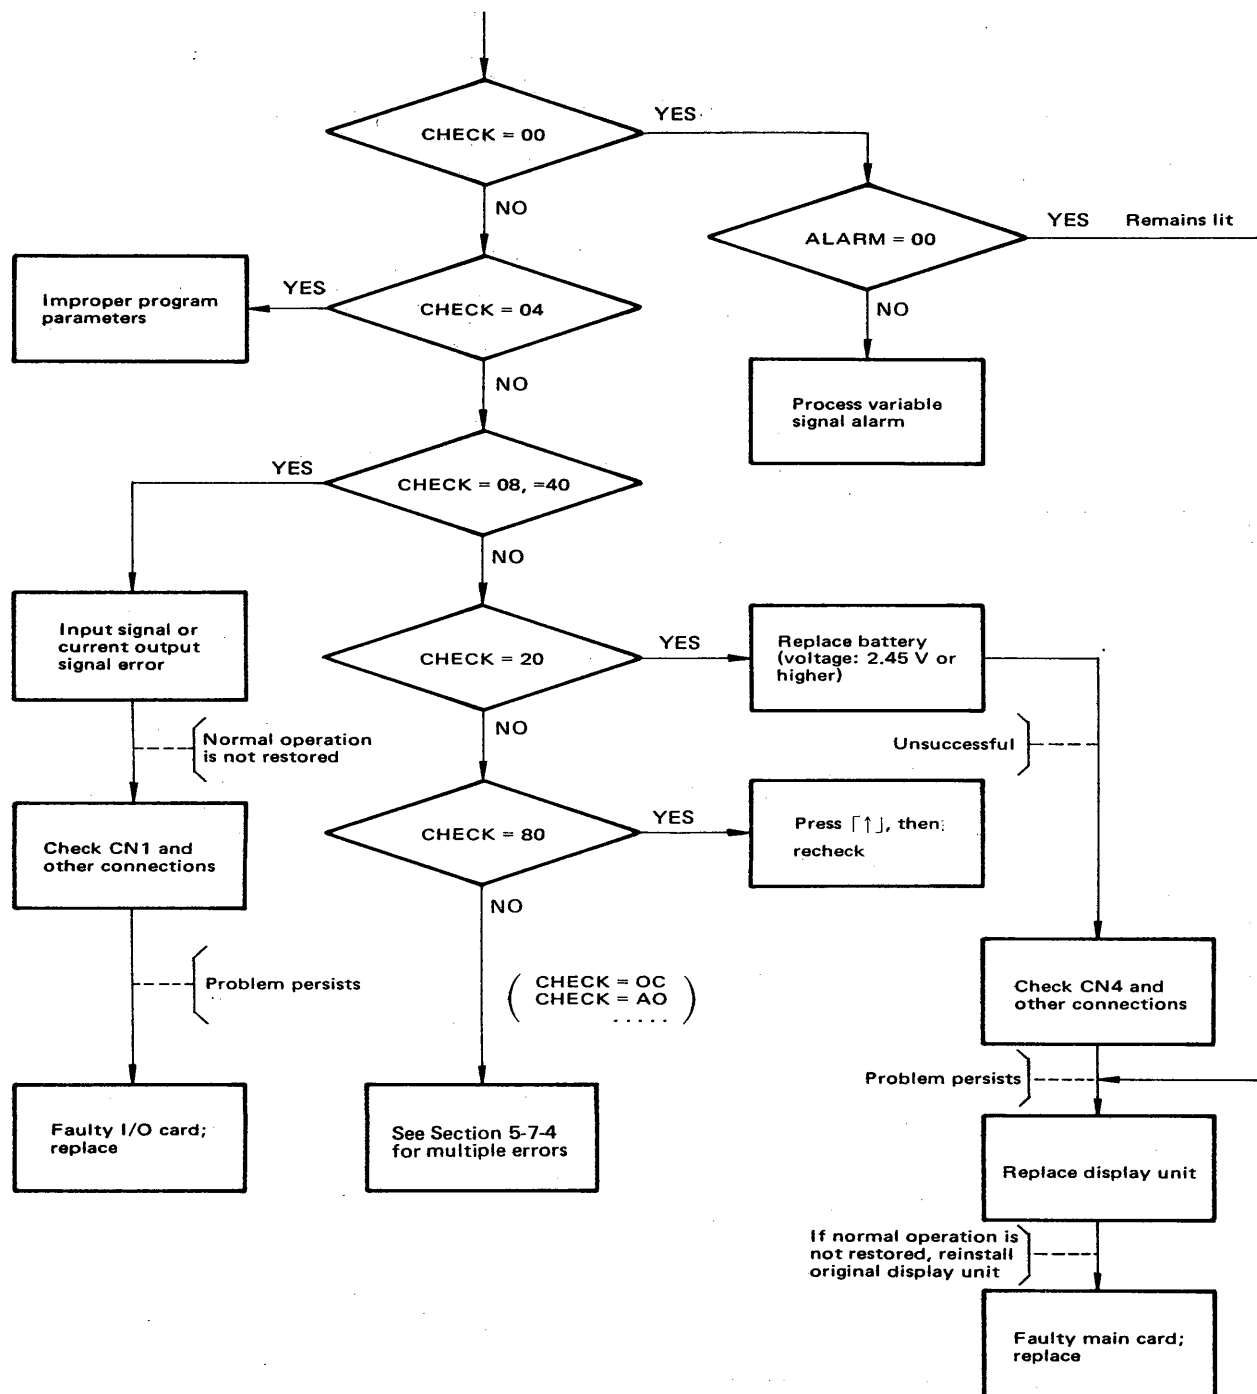 CHECK = 00
YES
NO
ALARM = 00
YES
Remains lit
NO
Process variable
signal alarm
CHECK = 04
YES
Improper program
parameters
NO
CHECK = 08, =40
YES
NO
Input signal or
current output
signal error
Normal operation
is not restored
Check CN1 and
other connections
Problem persists
Faulty I/O card;
replace
CHECK = 20
YES
Replace battery
(voltage: 2.45 V or
higher)
Unsuccessful
NO
CHECK = 80
YES
Press「↑」, then
recheck
NO
( CHECK = OC
CHECK = AO
..... )
See Section 5-7-4
for multiple errors
Check CN4 and
other connections
Problem persists
Replace display unit
If normal operation is
not restored, reinstall
original display unit
Faulty main card;
replace